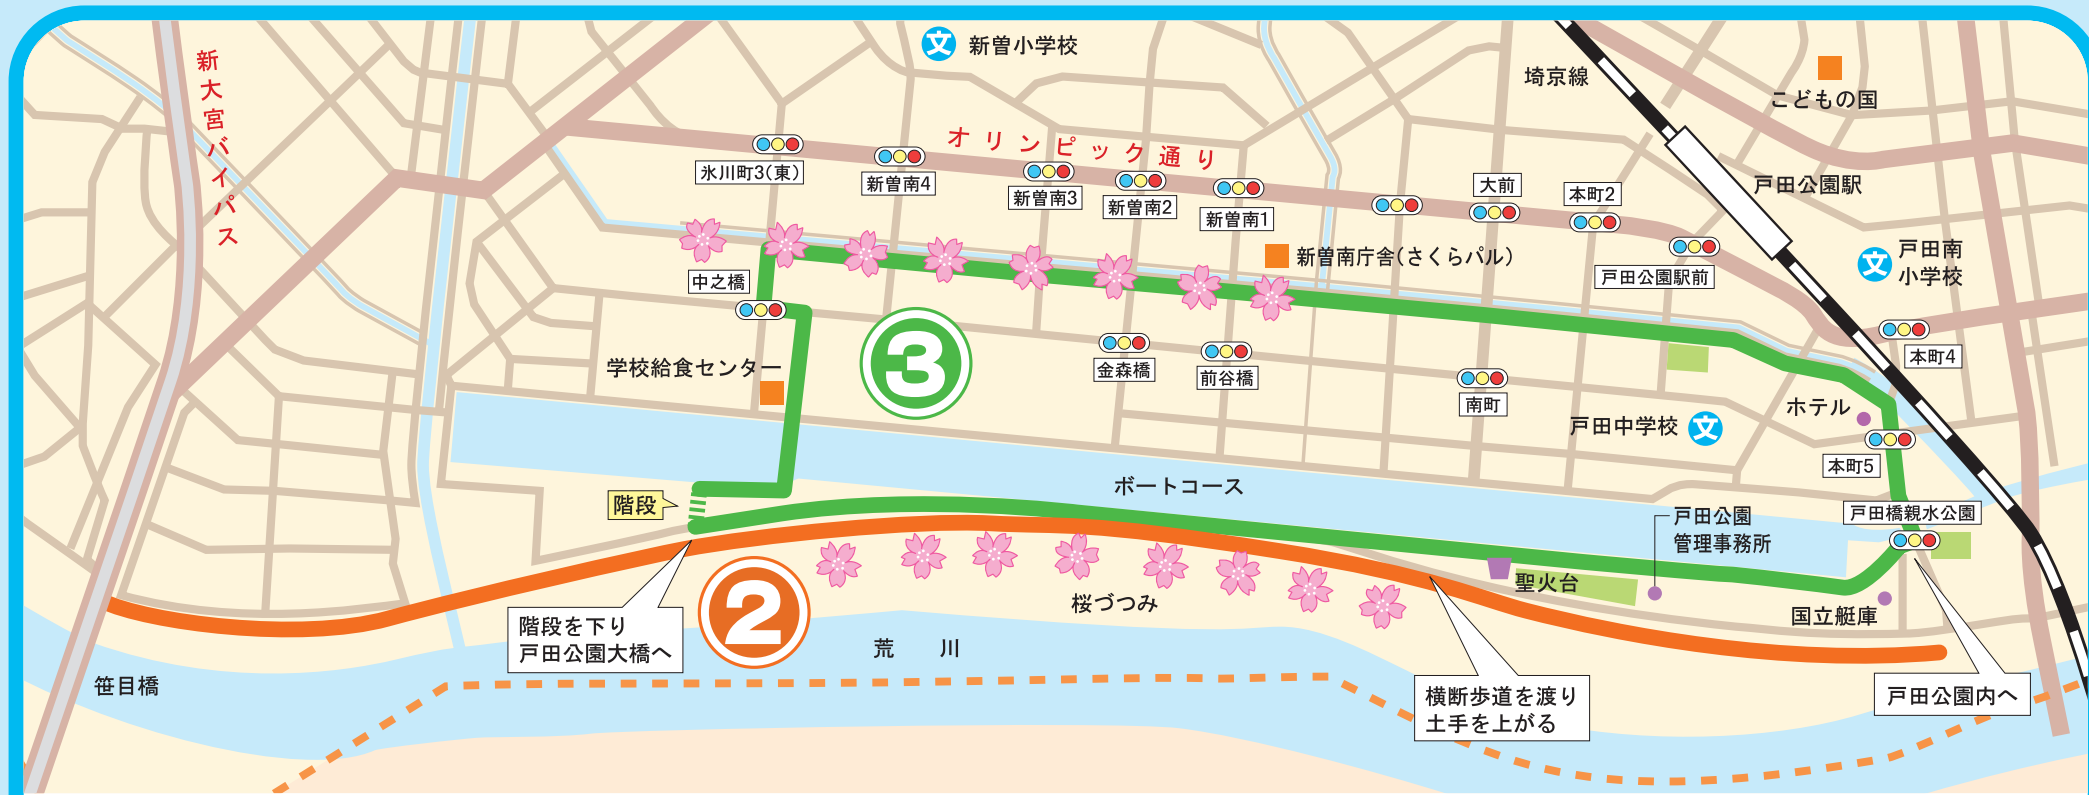 新大宮バイパス
文
新曽小学校
埼京線
こどもの国
オリンピック通り
氷川町3(東)
新曽南4
新曽南3
新曽南2
新曽南1
大前
本町2
戸田公園駅
戸田公園駅前
文
戸田南
小学校
新曽南庁舎(さくらパル)
中之橋
3
学校給食センター
金森橋
前谷橋
南町
本町4
ホテル
戸田中学校
文
本町5
ボートコース
階段
戸田橋親水公園
戸田公園
管理事務所
聖火台
国立艇庫
2
桜づつみ
荒川
階段を下り
戸田公園大橋へ
笹目橋
横断歩道を渡り
土手を上がる
戸田公園内へ